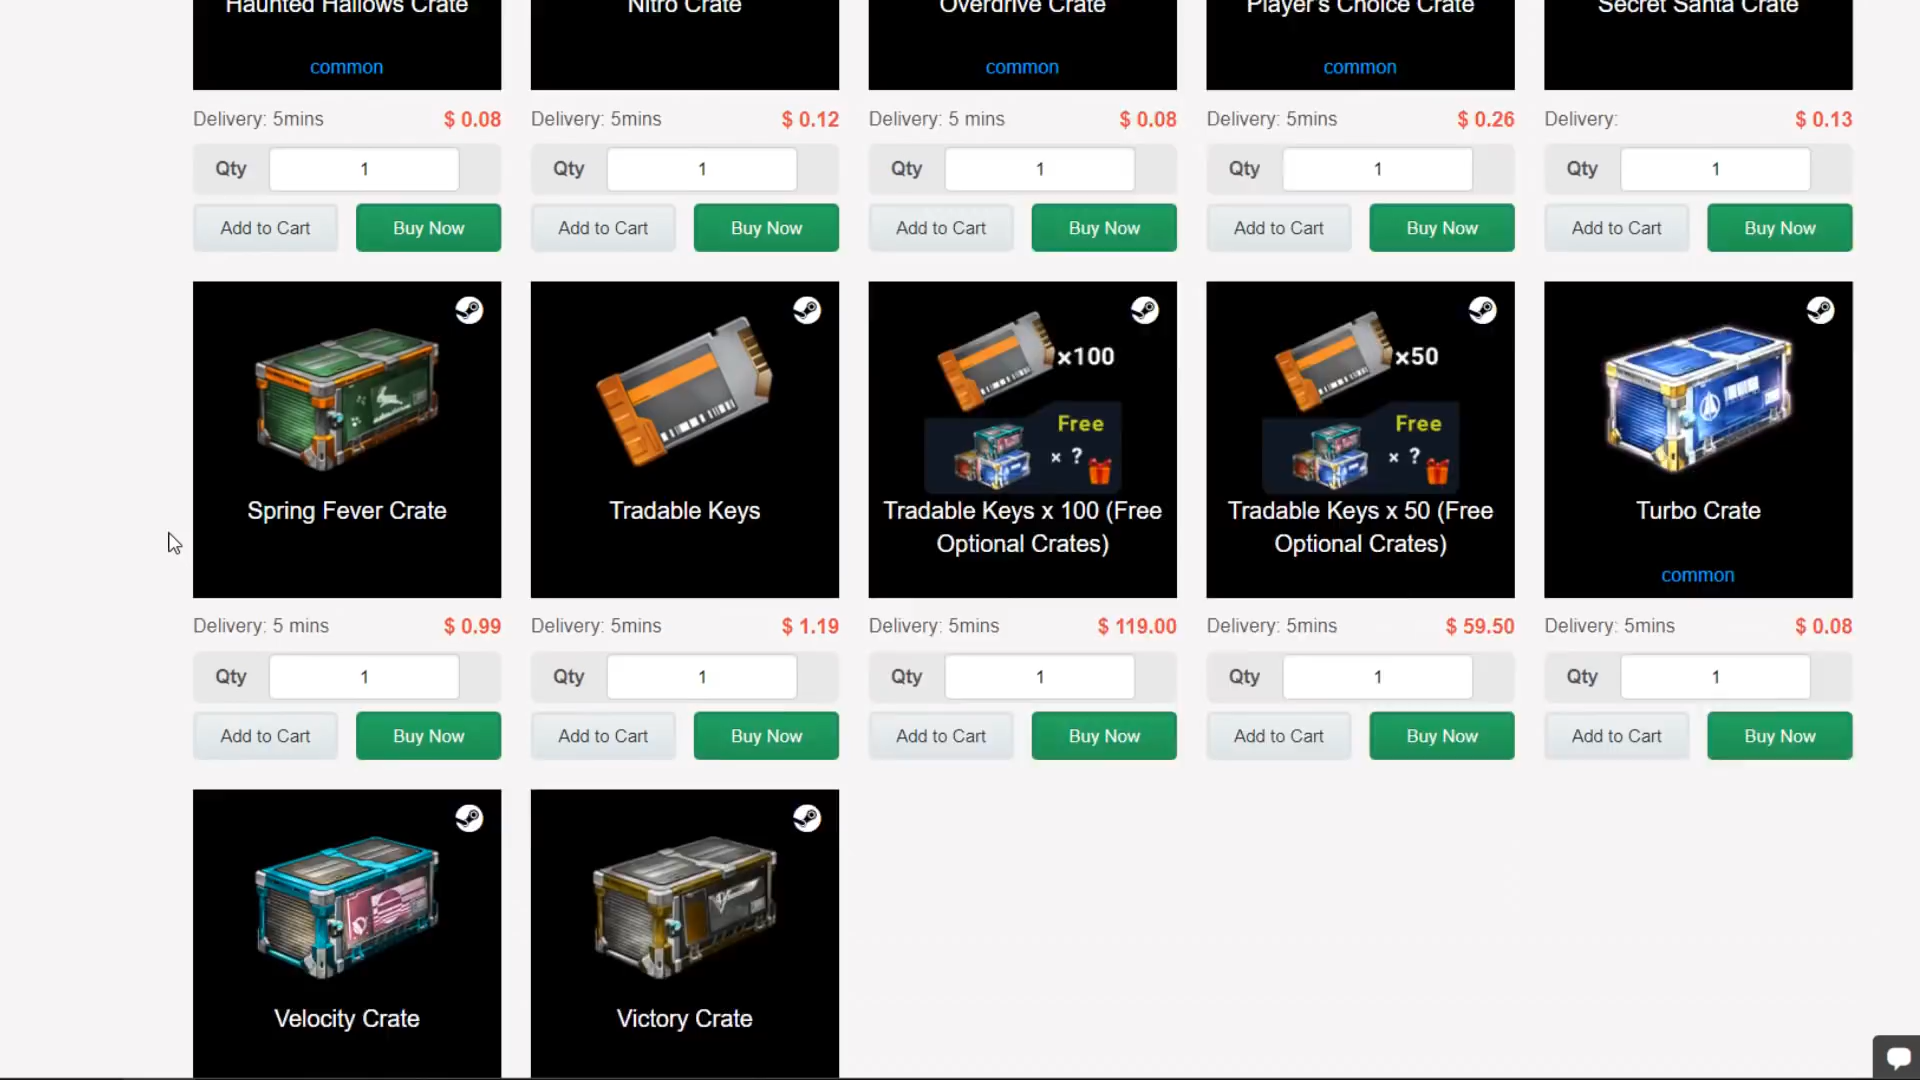 Haunted Hallows Crate
Nitro Crate
Overdrive Crate
Player's Choice Crate
Secret Santa Crate
common
common
common
Delivery: 5mins $ 0.08
Delivery: 5mins $ 0.12
Delivery: 5 mins $ 0.08
Delivery: 5mins $ 0.26
Delivery: $ 0.13
Qty 1
Qty 1
Qty 1
Qty 1
Qty 1
Add to Cart Buy Now
Add to Cart Buy Now
Add to Cart Buy Now
Add to Cart Buy Now
Add to Cart Buy Now
x100
Free
x ?
x50
Free
x ?
Spring Fever Crate
Tradable Keys
Tradable Keys x 100 (Free
Optional Crates)
Tradable Keys x 50 (Free
Optional Crates)
Turbo Crate
common
Delivery: 5 mins $ 0.99
Delivery: 5mins $ 1.19
Delivery: 5mins $ 119.00
Delivery: 5mins $ 59.50
Delivery: 5mins $ 0.08
Qty 1
Qty 1
Qty 1
Qty 1
Qty 1
Add to Cart Buy Now
Add to Cart Buy Now
Add to Cart Buy Now
Add to Cart Buy Now
Add to Cart Buy Now
Velocity Crate
Victory Crate